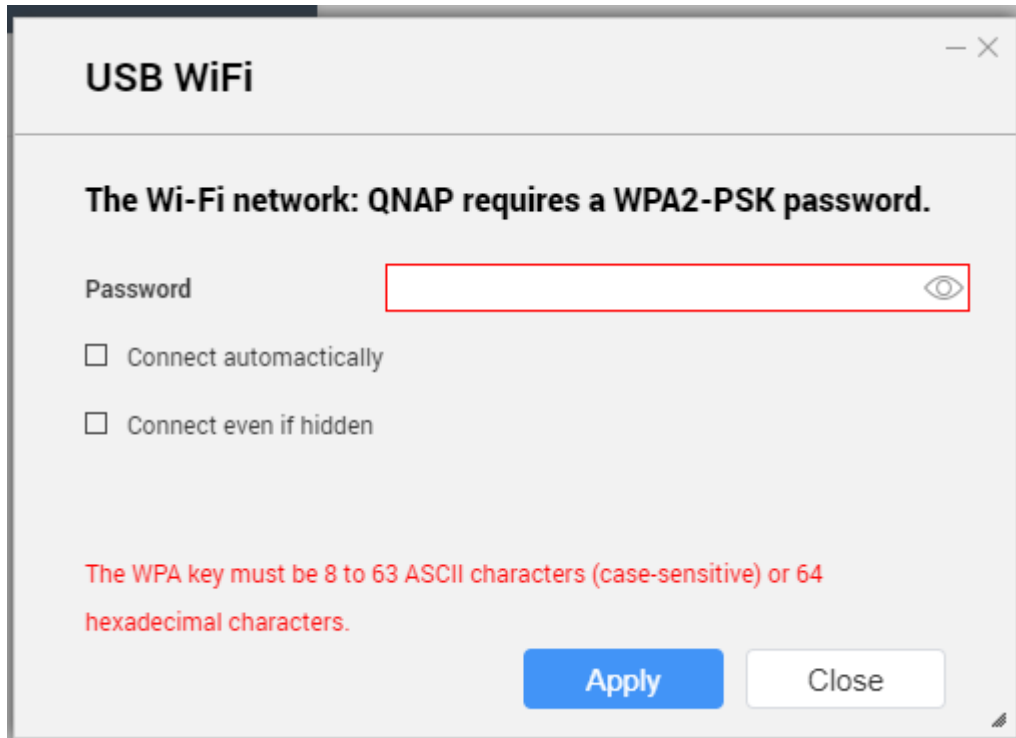 USB WiFi
The Wi-Fi network: QNAP requires a WPA2-PSK password.
Password
Connect automactically
Connect even if hidden
The WPA key must be 8 to 63 ASCII characters (case-sensitive) or 64
hexadecimal characters.
Apply Close